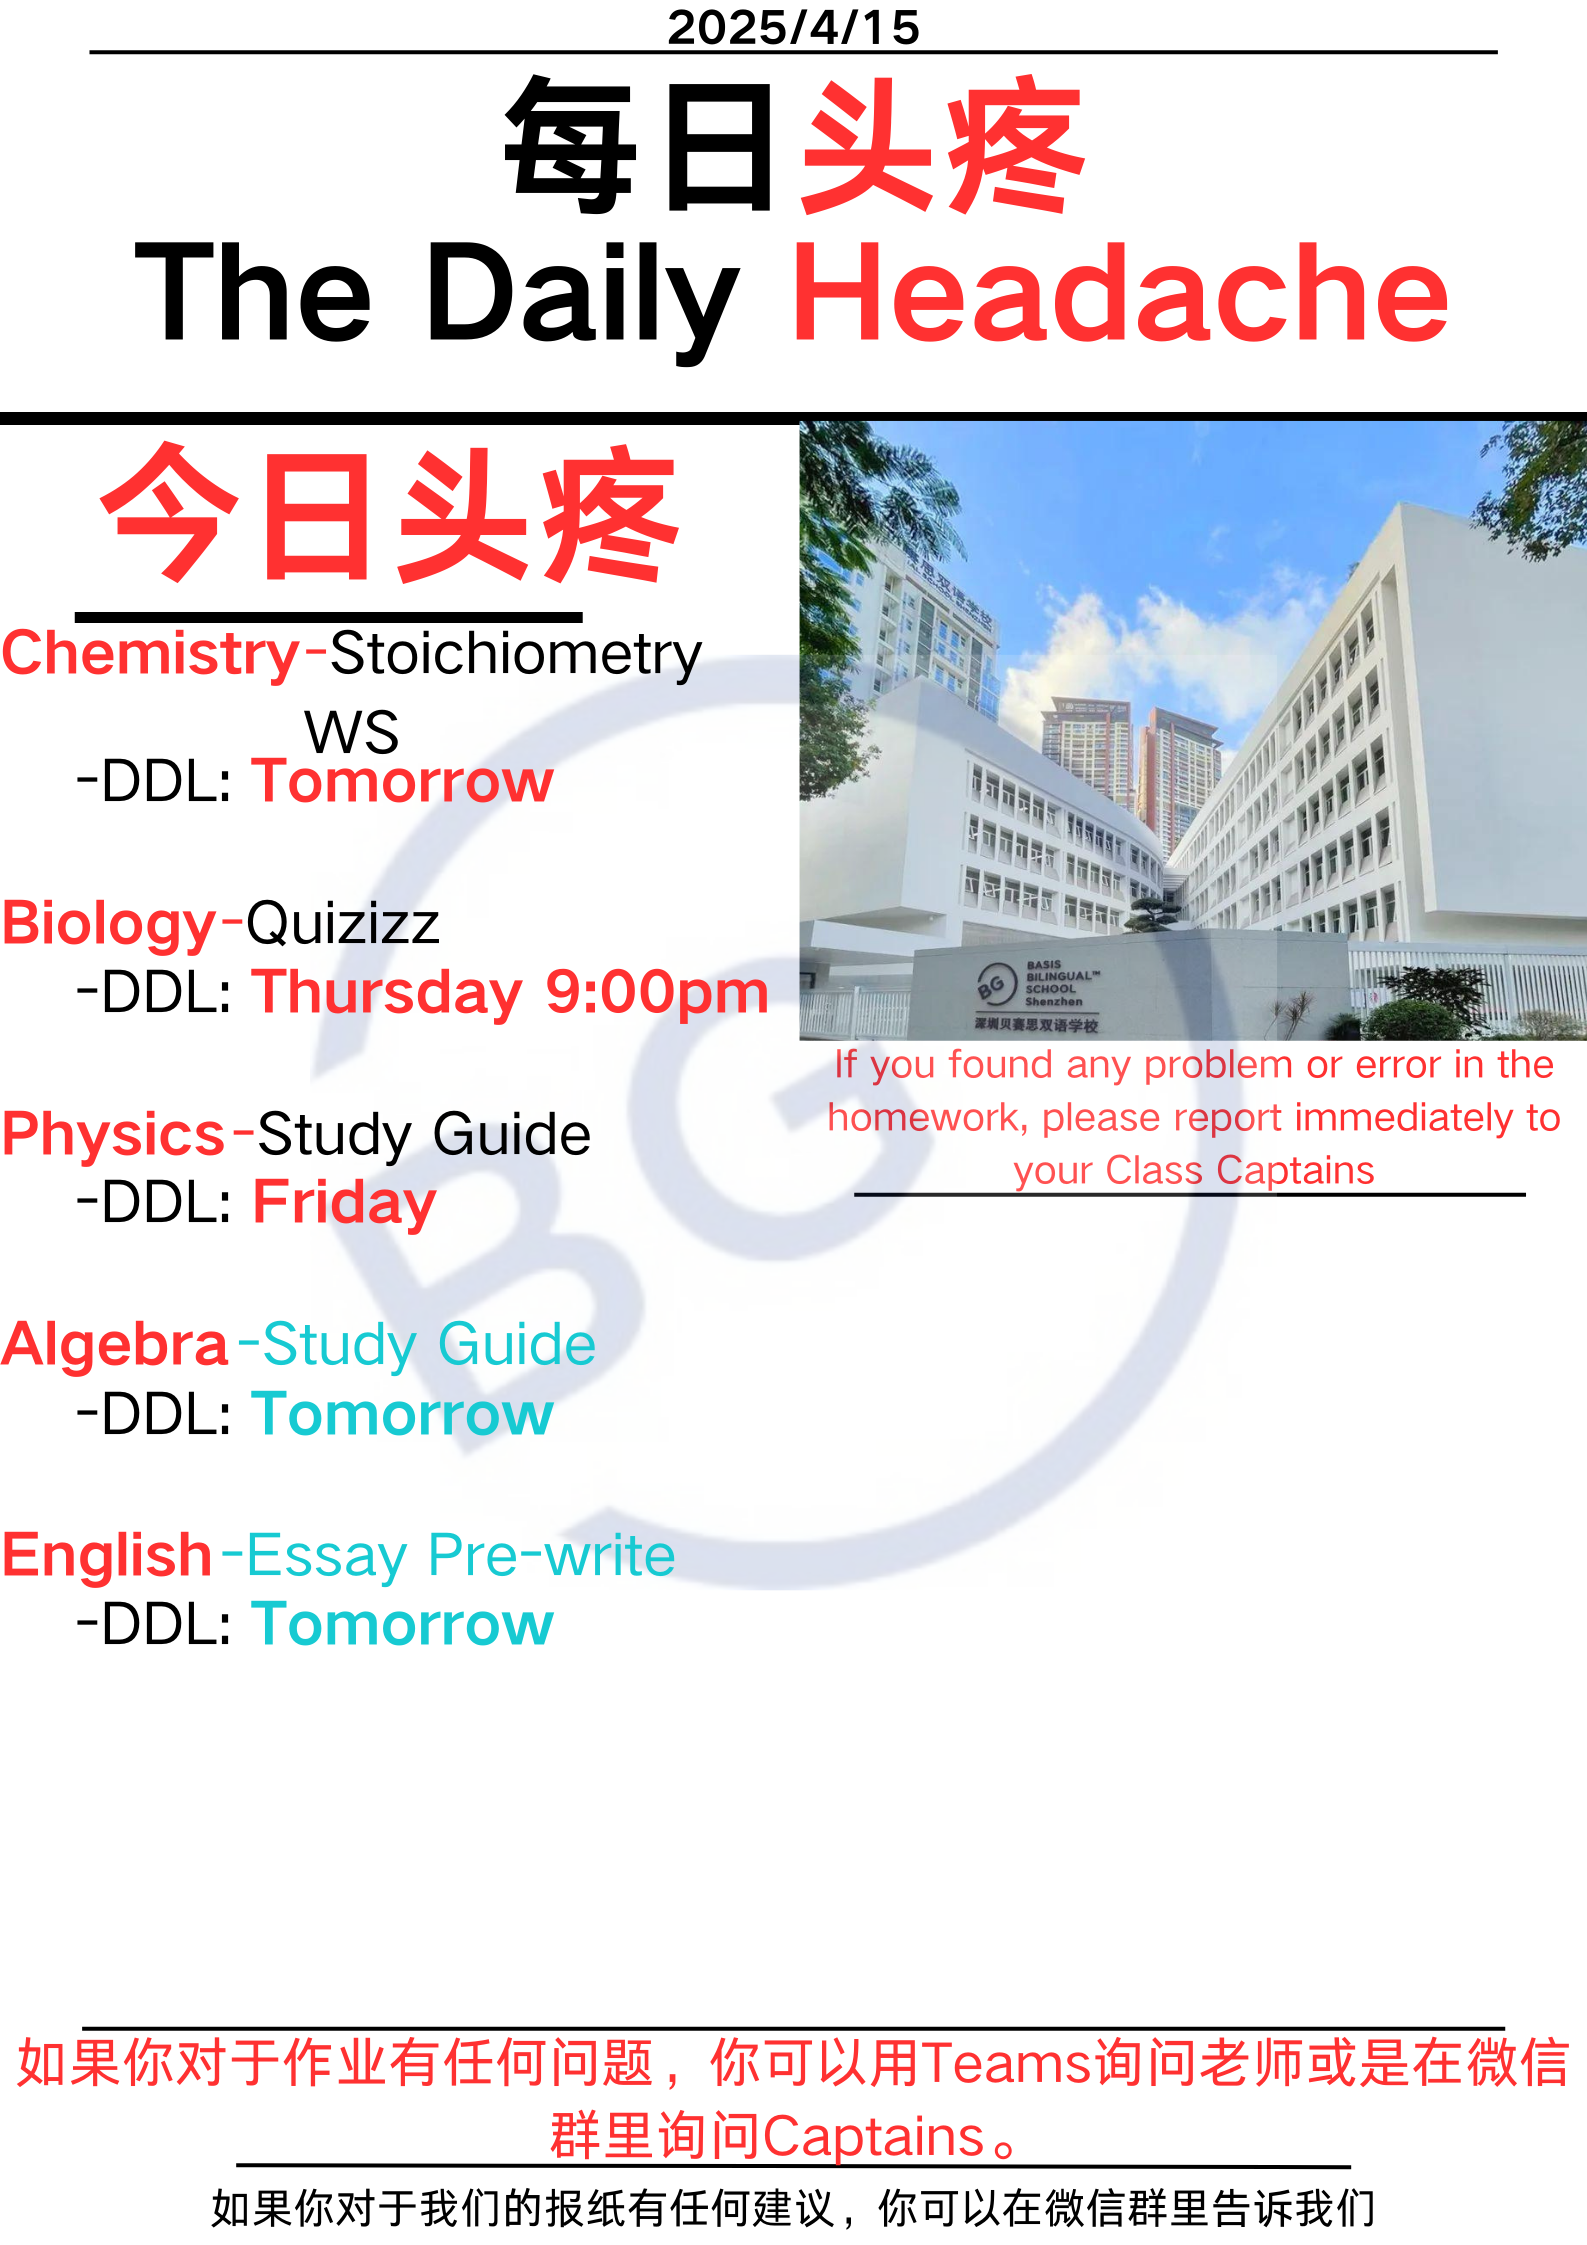 2025/4/15
每日头疼
The Daily Headache
今日头疼
Chemistry-Stoichiometry
WS
-DDL: Tomorrow
Biology-Quizizz
-DDL: Thursday 9:00pm
Physics-Study Guide
-DDL: Friday
Algebra-Study Guide
-DDL: Tomorrow
English-Essay Pre-write
-DDL: Tomorrow
思双语学校
BG
BASIS
BILINGUAL™
SCHOOL
Shenzhen
深圳贝赛思双语学校
If you found any problem or error in the
homework, please report immediately to
your Class Captains
BG
如果你对于作业有任何问题，你可以用Teams询问老师或是在微信
群里询问Captains。
如果你对于我们的报纸有任何建议，你可以在微信群里告诉我们